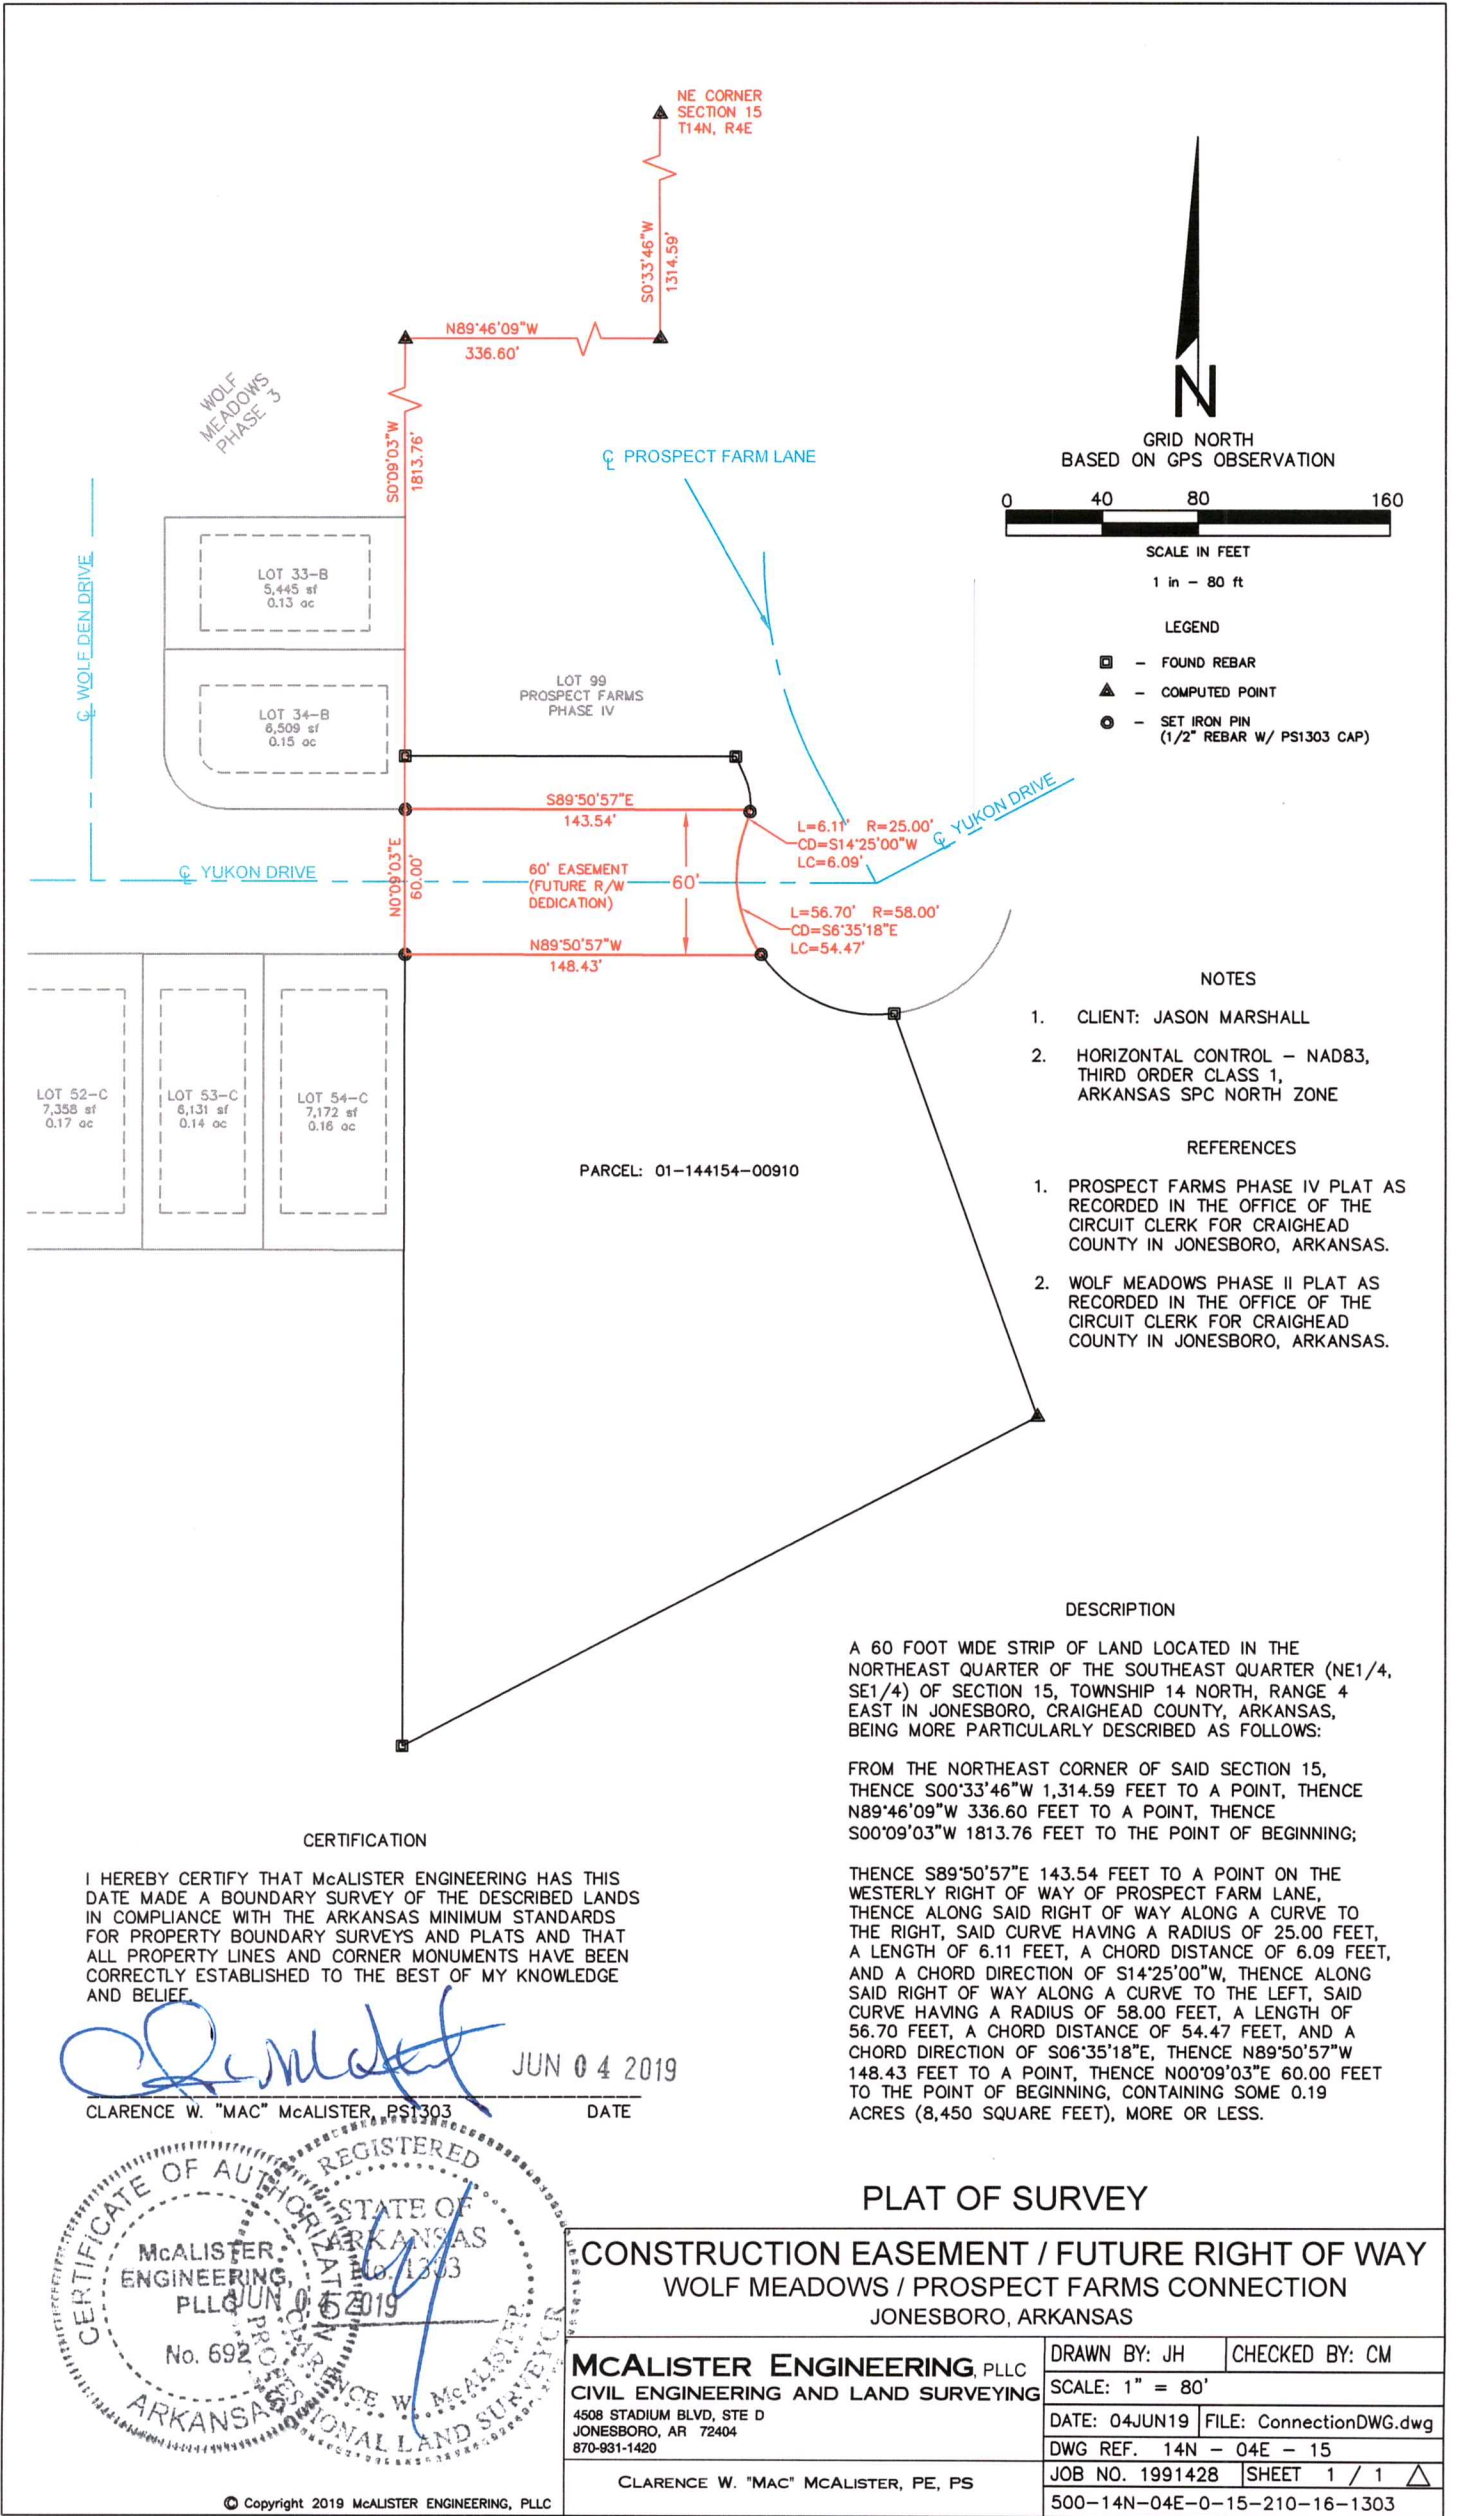 NE CORNER
SECTION 15
T14N, R4E
S0°33'46"W
1314.59'
N89°46'09"W
336.60'
WOLF
MEADOWS
PHASE 3
S0°09'03"W
1813.76'
℄ PROSPECT FARM LANE
N
GRID NORTH
BASED ON GPS OBSERVATION
0 40 80 160
SCALE IN FEET
1 in - 80 ft
LEGEND
- FOUND REBAR
- COMPUTED POINT
- SET IRON PIN
(1/2" REBAR W/ PS1303 CAP)
℄ WOLF DEN DRIVE
LOT 33-B
5,445 sf
0.13 ac
LOT 34-B
6,509 sf
0.15 ac
LOT 99
PROSPECT FARMS
PHASE IV
S89°50'57"E
143.54'
L=6.11' R=25.00'
CD=S14°25'00"W
LC=6.09'
℄ YUKON DRIVE
℄ YUKON DRIVE
N0°09'03"E
60.00'
60' EASEMENT
(FUTURE R/W
DEDICATION)
60'
L=56.70' R=58.00'
CD=S6°35'18"E
LC=54.47'
N89°50'57"W
148.43'
LOT 52-C
7,358 sf
0.17 ac
LOT 53-C
6,131 sf
0.14 ac
LOT 54-C
7,172 sf
0.16 ac
PARCEL: 01-144154-00910
NOTES
1. CLIENT: JASON MARSHALL
2. HORIZONTAL CONTROL - NAD83,
THIRD ORDER CLASS 1,
ARKANSAS SPC NORTH ZONE
REFERENCES
1. PROSPECT FARMS PHASE IV PLAT AS
RECORDED IN THE OFFICE OF THE
CIRCUIT CLERK FOR CRAIGHEAD
COUNTY IN JONESBORO, ARKANSAS.
2. WOLF MEADOWS PHASE II PLAT AS
RECORDED IN THE OFFICE OF THE
CIRCUIT CLERK FOR CRAIGHEAD
COUNTY IN JONESBORO, ARKANSAS.
DESCRIPTION
A 60 FOOT WIDE STRIP OF LAND LOCATED IN THE
NORTHEAST QUARTER OF THE SOUTHEAST QUARTER (NE1/4,
SE1/4) OF SECTION 15, TOWNSHIP 14 NORTH, RANGE 4
EAST IN JONESBORO, CRAIGHEAD COUNTY, ARKANSAS,
BEING MORE PARTICULARLY DESCRIBED AS FOLLOWS:
FROM THE NORTHEAST CORNER OF SAID SECTION 15,
THENCE S00°33'46"W 1,314.59 FEET TO A POINT, THENCE
N89°46'09"W 336.60 FEET TO A POINT, THENCE
S00°09'03"W 1813.76 FEET TO THE POINT OF BEGINNING;
THENCE S89°50'57"E 143.54 FEET TO A POINT ON THE
WESTERLY RIGHT OF WAY OF PROSPECT FARM LANE,
THENCE ALONG SAID RIGHT OF WAY ALONG A CURVE TO
THE RIGHT, SAID CURVE HAVING A RADIUS OF 25.00 FEET,
A LENGTH OF 6.11 FEET, A CHORD DISTANCE OF 6.09 FEET,
AND A CHORD DIRECTION OF S14°25'00"W, THENCE ALONG
SAID RIGHT OF WAY ALONG A CURVE TO THE LEFT, SAID
CURVE HAVING A RADIUS OF 58.00 FEET, A LENGTH OF
56.70 FEET, A CHORD DISTANCE OF 54.47 FEET, AND A
CHORD DIRECTION OF S06°35'18"E, THENCE N89°50'57"W
148.43 FEET TO A POINT, THENCE N00°09'03"E 60.00 FEET
TO THE POINT OF BEGINNING, CONTAINING SOME 0.19
ACRES (8,450 SQUARE FEET), MORE OR LESS.
CERTIFICATION
I HEREBY CERTIFY THAT McALISTER ENGINEERING HAS THIS
DATE MADE A BOUNDARY SURVEY OF THE DESCRIBED LANDS
IN COMPLIANCE WITH THE ARKANSAS MINIMUM STANDARDS
FOR PROPERTY BOUNDARY SURVEYS AND PLATS AND THAT
ALL PROPERTY LINES AND CORNER MONUMENTS HAVE BEEN
CORRECTLY ESTABLISHED TO THE BEST OF MY KNOWLEDGE
AND BELIEF.
JUN 04 2019
CLARENCE W. "MAC" McALISTER, PS1303 DATE
CERTIFICATE OF AUTHORIZATION
McALISTER
ENGINEERING,
PLLC
No. 692
ARKANSAS
REGISTERED
STATE OF
ARKANSAS
No. 1303
JUN 04 2019
CLARENCE W. McALISTER
PROFESSIONAL LAND SURVEYOR
PLAT OF SURVEY
CONSTRUCTION EASEMENT / FUTURE RIGHT OF WAY
WOLF MEADOWS / PROSPECT FARMS CONNECTION
JONESBORO, ARKANSAS
MCALISTER ENGINEERING, PLLC
CIVIL ENGINEERING AND LAND SURVEYING
4508 STADIUM BLVD, STE D
JONESBORO, AR 72404
870-931-1420
CLARENCE W. "MAC" MCALISTER, PE, PS
DRAWN BY: JH CHECKED BY: CM
SCALE: 1" = 80'
DATE: 04JUN19 FILE: ConnectionDWG.dwg
DWG REF. 14N - 04E - 15
JOB NO. 1991428 SHEET 1 / 1
500-14N-04E-0-15-210-16-1303
© Copyright 2019 McALISTER ENGINEERING, PLLC